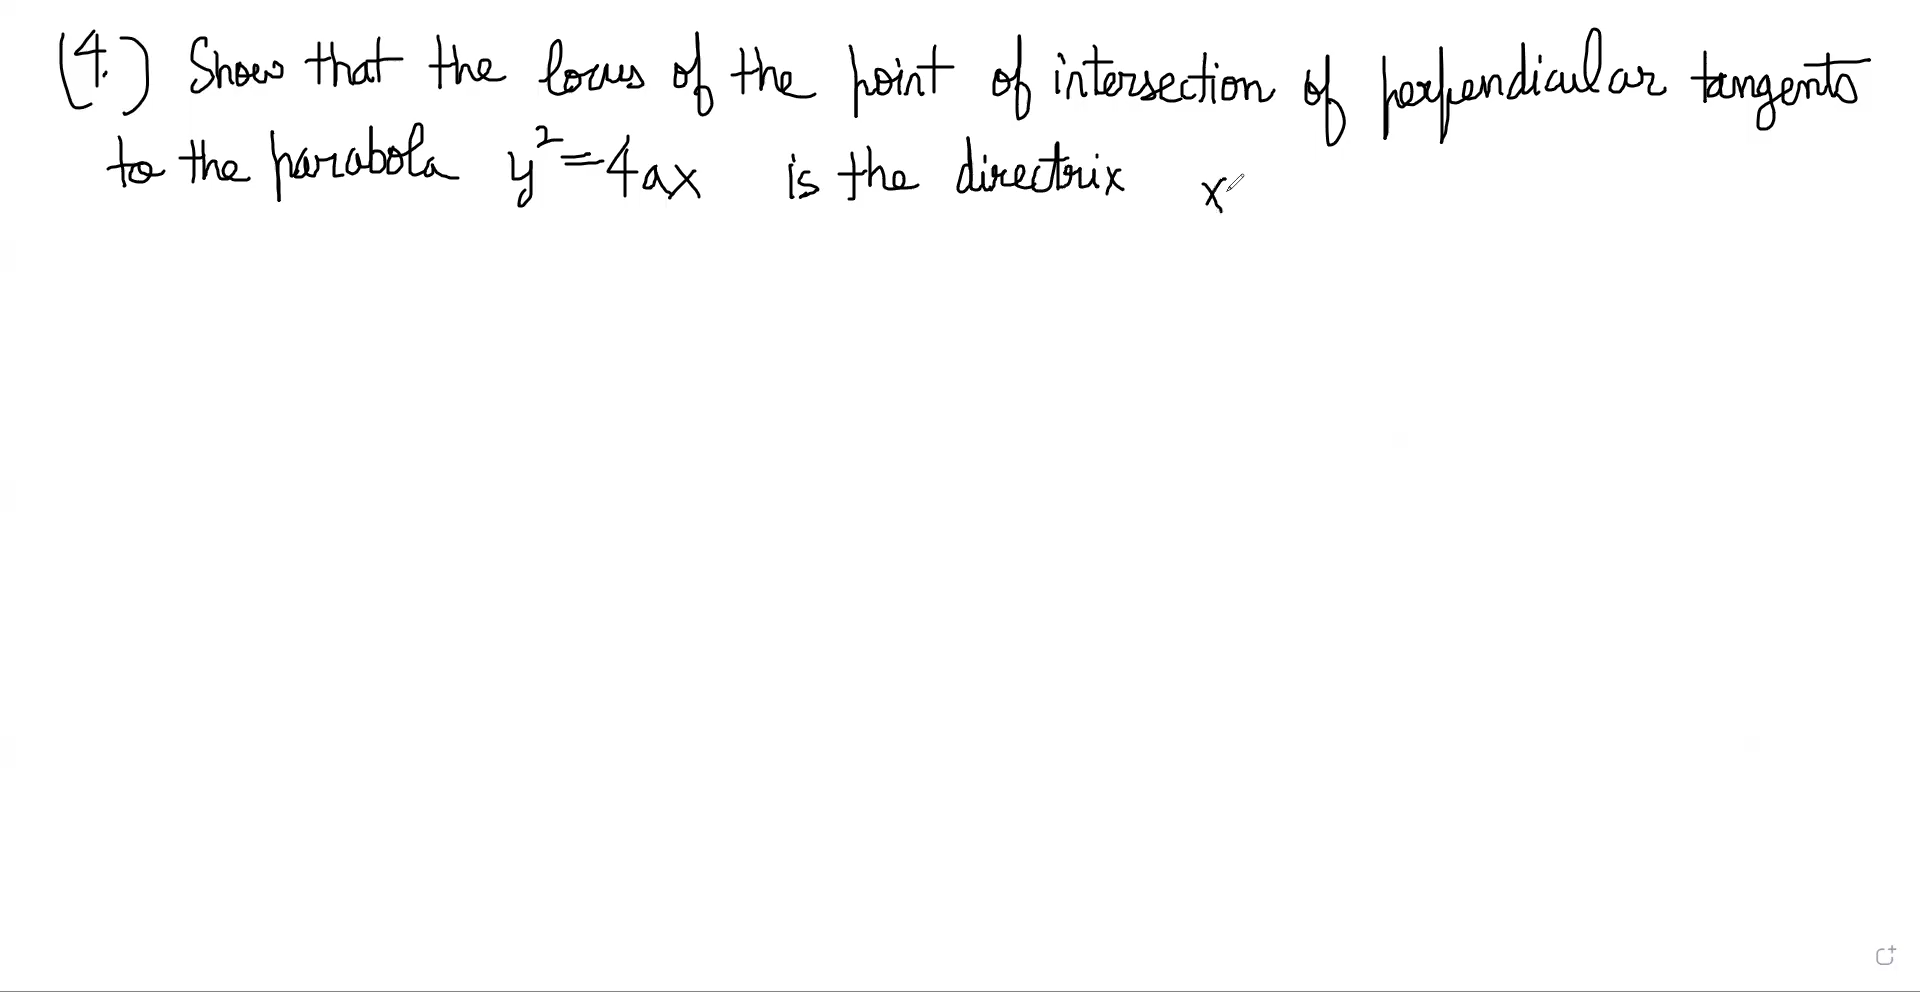 (4.) Show that the locus of the point of intersection of perpendicular tangents
to the parabola y² = 4ax is the directrix x